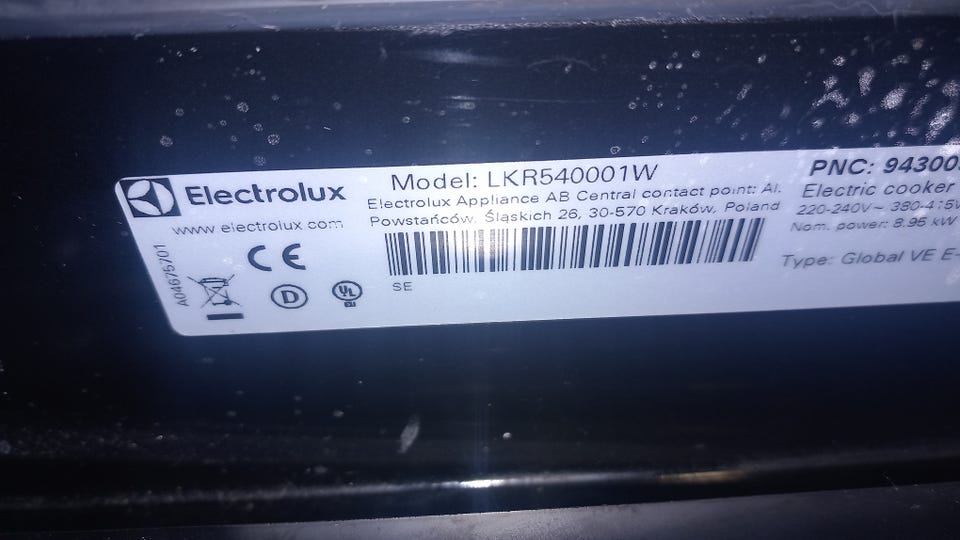 Electrolux
www.electrolux.com
A04675701
CE
D
UL
EU
Model: LKR540001W
Electrolux Appliance AB Central contact point: Al.
Powstańców. Śląskich 26, 30-570 Kraków, Poland
SE
PNC: 94300
Electric cooker
220-240V~ 380-415V
Nom. power: 8.95 kW
Type: Global VE E-